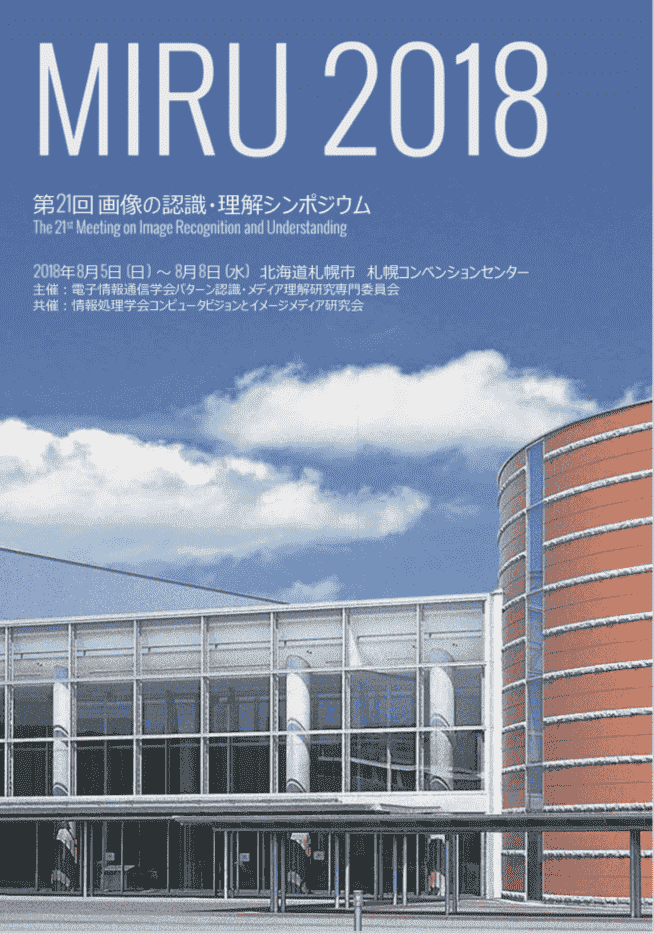 MIRU 2018
第21回 画像の認識・理解シンポジウム
The 21st Meeting on Image Recognition and Understanding
2018年8月5日(日)～8月8日(水) 北海道札幌市 札幌コンベンションセンター
主催：電子情報通信学会パターン認識・メディア理解研究専門委員会
共催：情報処理学会コンピュータビジョンとイメージメディア研究会